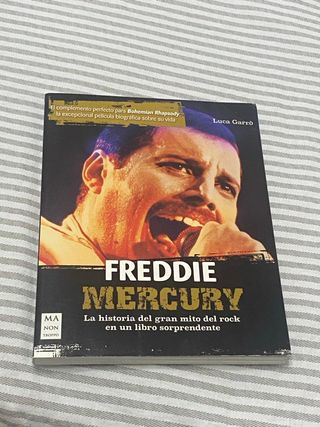 El complemento perfecto para Bohemian Rhapsody,
la excepcional película biográfica sobre su vida
Luca Garrò
FREDDIE
MERCURY
La historia del gran mito del rock
en un libro sorprendente
MA
NON
TROPPO